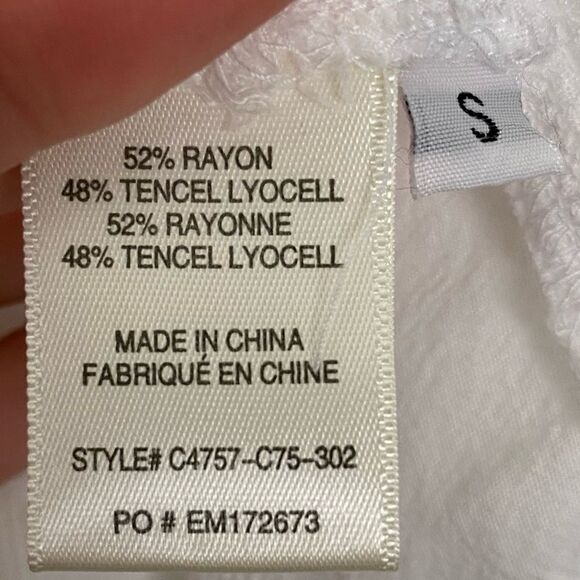 52% RAYON
48% TENCEL LYOCELL
52% RAYONNE
48% TENCEL LYOCELL
MADE IN CHINA
FABRIQUÉ EN CHINE
STYLE# C4757-C75-302
PO # EM172673
S